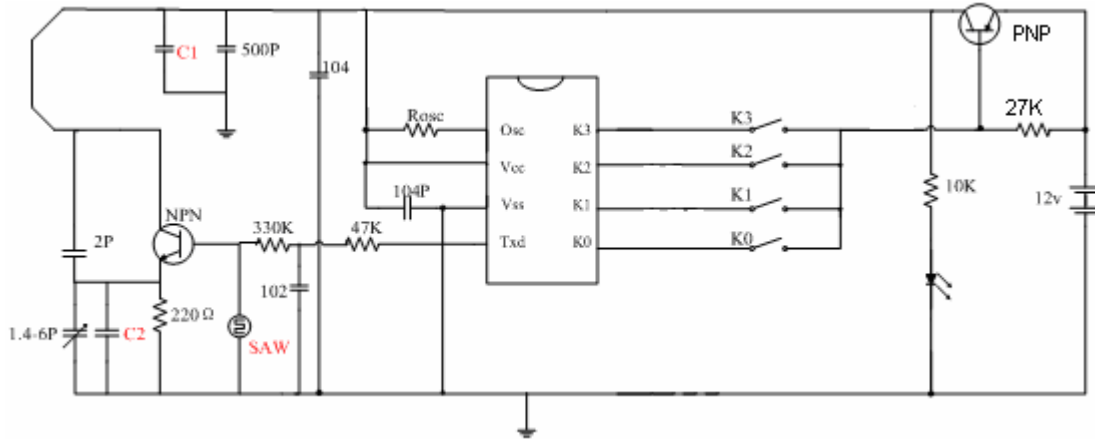 C1
500P
104
PNP
Rosc
Osc
K3
K3
27K
Vcc
K2
K2
104P
10K
12v
Vss
K1
K1
NPN
330K
47K
2P
Txd
K0
K0
102
1.4-6P
C2
220Ω
SAW